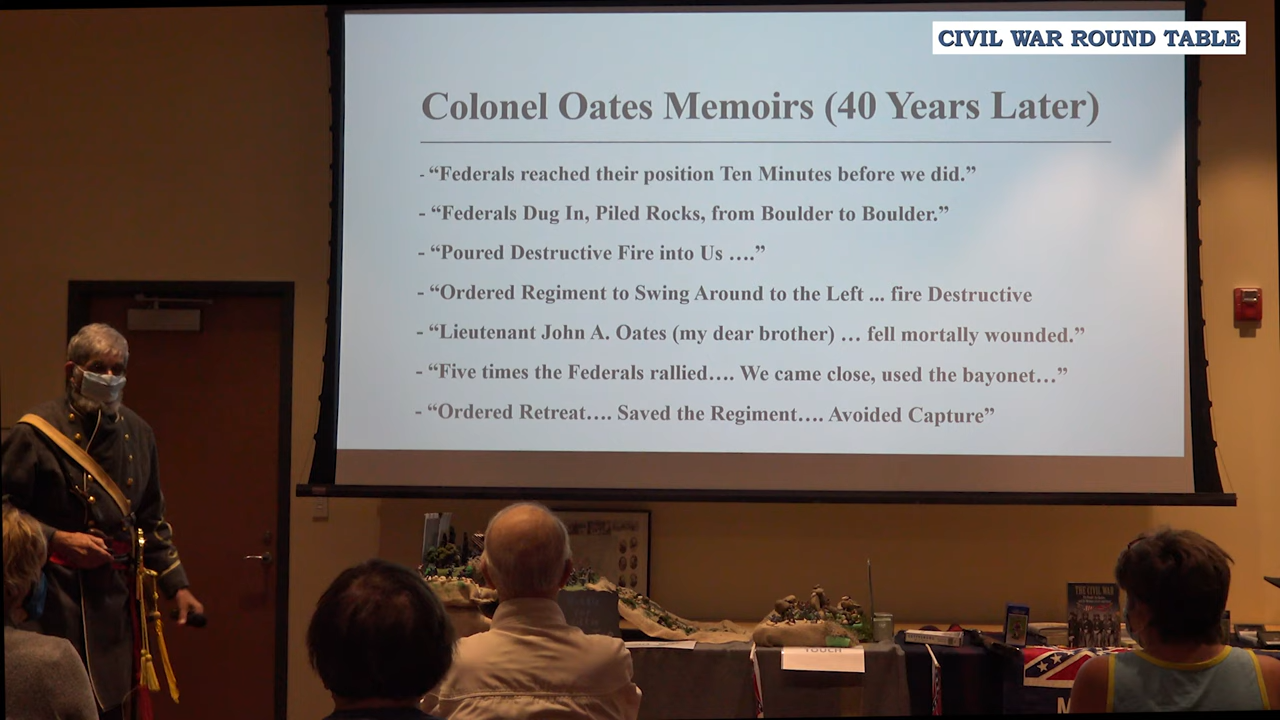 CIVIL WAR ROUND TABLE
Colonel Oates Memoirs (40 Years Later)
- “Federals reached their position Ten Minutes before we did.”
- “Federals Dug In, Piled Rocks, from Boulder to Boulder.”
- “Poured Destructive Fire into Us ….”
- “Ordered Regiment to Swing Around to the Left ... fire Destructive
- “Lieutenant John A. Oates (my dear brother) … fell mortally wounded.”
- “Five times the Federals rallied…. We came close, used the bayonet…”
- “Ordered Retreat…. Saved the Regiment…. Avoided Capture”
THE CIVIL WAR
TOUCH